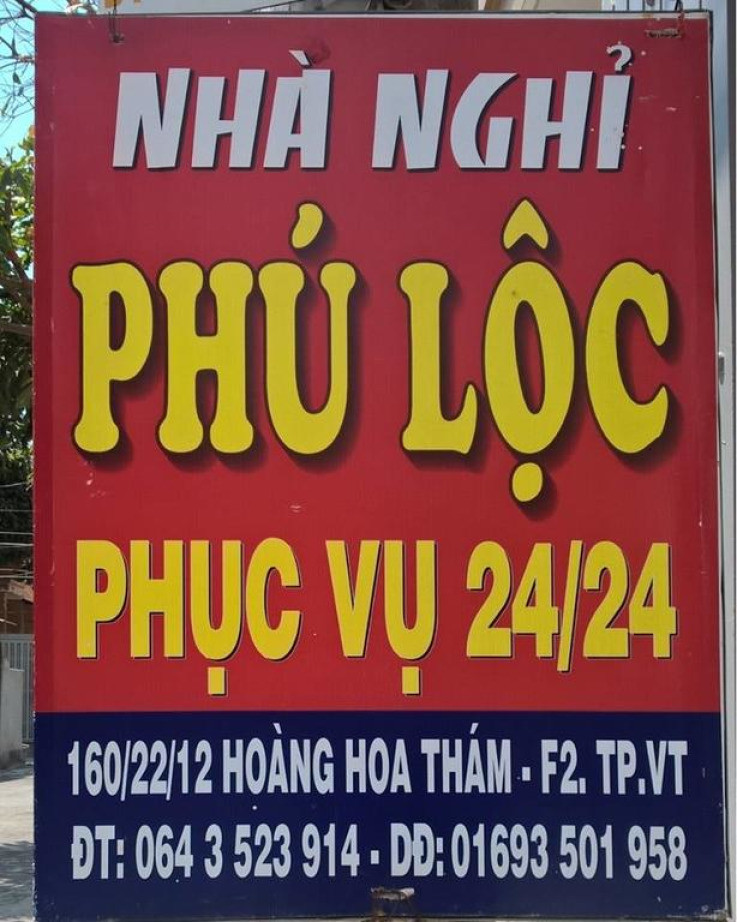 NHÀ NGHỈ
PHÚ LỘC
PHỤC VỤ 24/24
160/22/12 HOÀNG HOA THÁM - F2. TP.VT
ĐT: 064 3 523 914 - DĐ: 01693 501 958